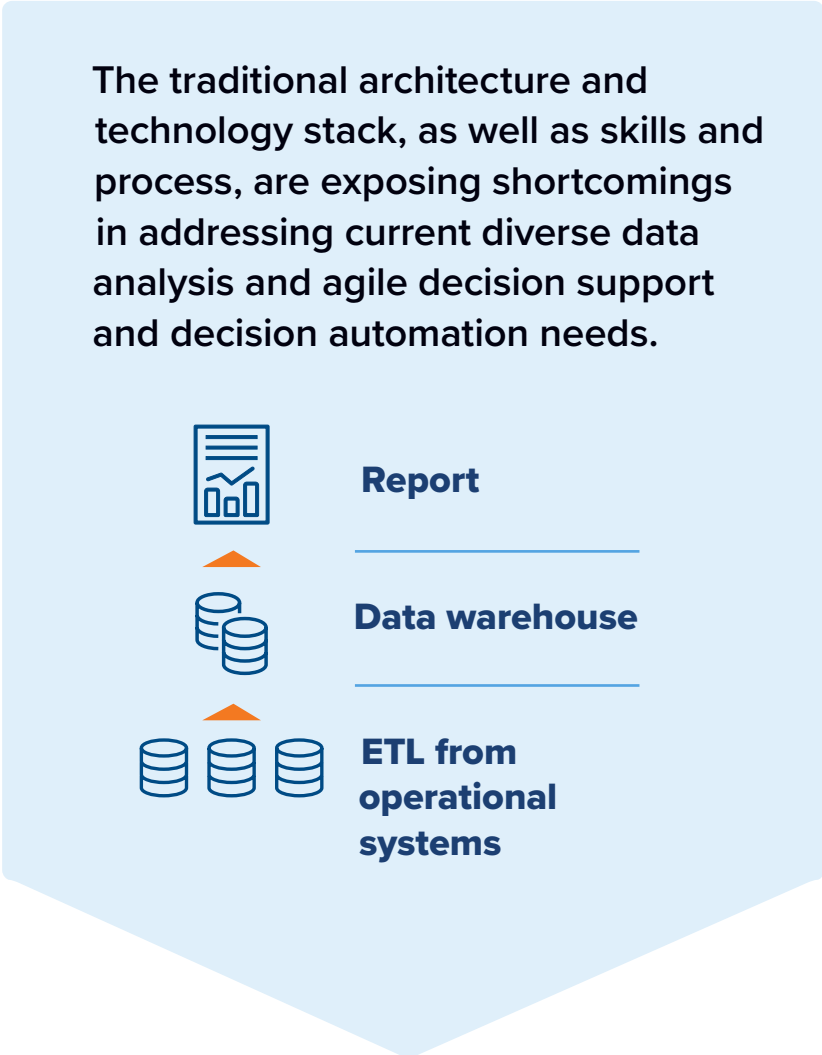 The traditional architecture and
technology stack, as well as skills and
process, are exposing shortcomings
in addressing current diverse data
analysis and agile decision support
and decision automation needs.
Report
Data warehouse
ETL from
operational
systems